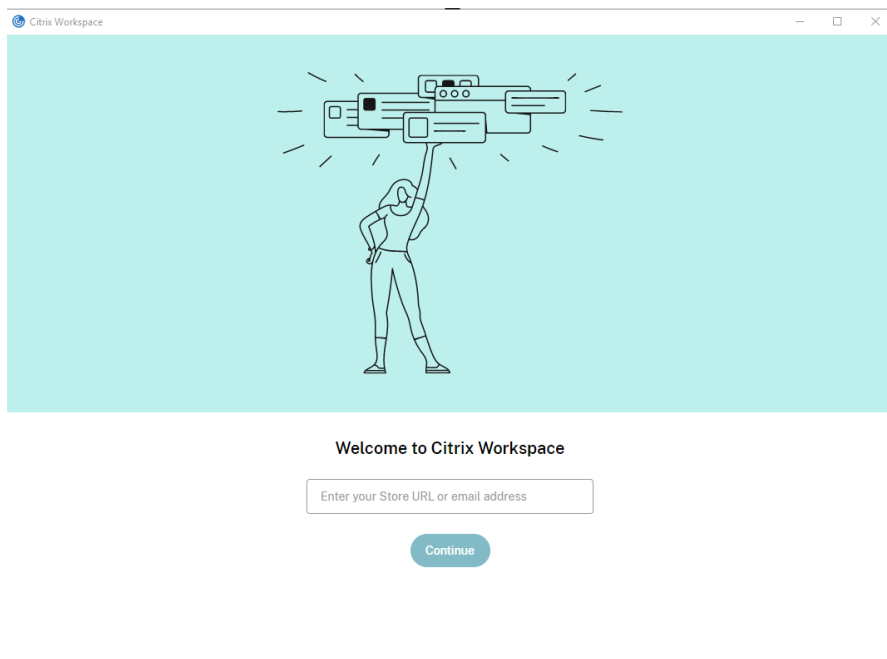 Citrix Workspace
Welcome to Citrix Workspace
Enter your Store URL or email address
Continue